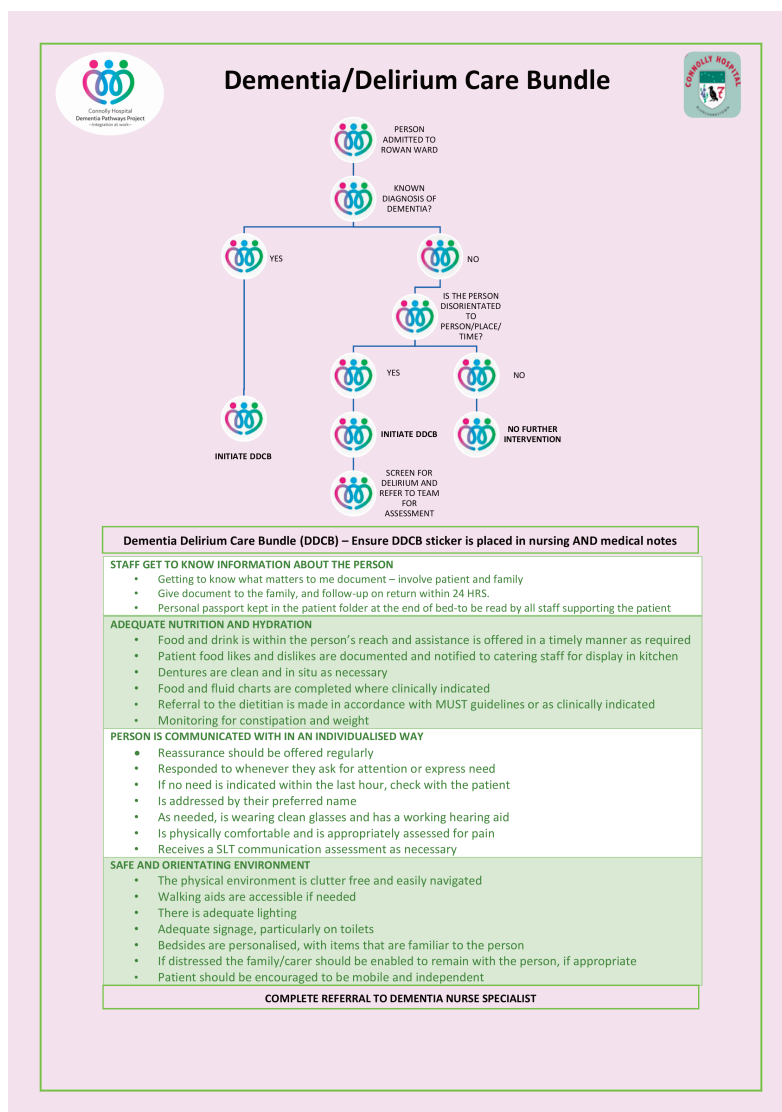 Dementia/Delirium Care Bundle
Connolly Hospital
Dementia Pathways Project
~Integration at work~
CONNOLLY HOSPITAL
PERSON
ADMITTED TO
ROWAN WARD
KNOWN
DIAGNOSIS OF
DEMENTIA?
YES
NO
IS THE PERSON
DISORIENTATED
TO
PERSON/PLACE/
TIME?
YES
NO
INITIATE DDCB
INITIATE DDCB
NO FURTHER
INTERVENTION
SCREEN FOR
DELIRIUM AND
REFER TO TEAM
FOR
ASSESSMENT
Dementia Delirium Care Bundle (DDCB) – Ensure DDCB sticker is placed in nursing AND medical notes
STAFF GET TO KNOW INFORMATION ABOUT THE PERSON
• Getting to know what matters to me document – involve patient and family
• Give document to the family, and follow-up on return within 24 HRS.
• Personal passport kept in the patient folder at the end of bed-to be read by all staff supporting the patient
ADEQUATE NUTRITION AND HYDRATION
• Food and drink is within the person's reach and assistance is offered in a timely manner as required
• Patient food likes and dislikes are documented and notified to catering staff for display in kitchen
• Dentures are clean and in situ as necessary
• Food and fluid charts are completed where clinically indicated
• Referral to the dietitian is made in accordance with MUST guidelines or as clinically indicated
• Monitoring for constipation and weight
PERSON IS COMMUNICATED WITH IN AN INDIVIDUALISED WAY
• Reassurance should be offered regularly
• Responded to whenever they ask for attention or express need
• If no need is indicated within the last hour, check with the patient
• Is addressed by their preferred name
• As needed, is wearing clean glasses and has a working hearing aid
• Is physically comfortable and is appropriately assessed for pain
• Receives a SLT communication assessment as necessary
SAFE AND ORIENTATING ENVIRONMENT
• The physical environment is clutter free and easily navigated
• Walking aids are accessible if needed
• There is adequate lighting
• Adequate signage, particularly on toilets
• Bedsides are personalised, with items that are familiar to the person
• If distressed the family/carer should be enabled to remain with the person, if appropriate
• Patient should be encouraged to be mobile and independent
COMPLETE REFERRAL TO DEMENTIA NURSE SPECIALIST